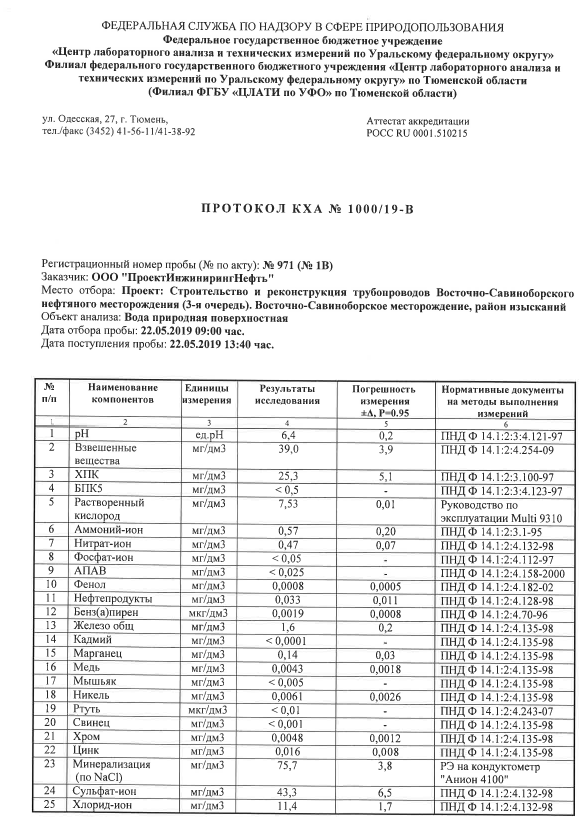 ФЕДЕРАЛЬНАЯ СЛУЖБА ПО НАДЗОРУ В СФЕРЕ ПРИРОДОПОЛЬЗОВАНИЯ
Федеральное государственное бюджетное учреждение
«Центр лабораторного анализа и технических измерений по Уральскому федеральному округу»
Филиал федерального государственного бюджетного учреждения «Центр лабораторного анализа и
технических измерений по Уральскому федеральному округу» по Тюменской области
(Филиал ФГБУ «ЦЛАТИ по УФО» по Тюменской области)
ул. Одесская, 27, г. Тюмень, Аттестат аккредитации
тел./факс (3452) 41-56-11/41-38-92 РОСС RU 0001.510215
ПРОТОКОЛ КХА № 1000/19-В
Регистрационный номер пробы (№ по акту): № 971 (№ 1В)
Заказчик: ООО "ПроектИнжинирингНефть"
Место отбора: Проект: Строительство и реконструкция трубопроводов Восточно-Савиноборского
нефтяного месторождения (3-я очередь). Восточно-Савиноборское месторождение, район изысканий
Объект анализа: Вода природная поверхностная
Дата отбора пробы: 22.05.2019 09:00 час.
Дата поступления пробы: 22.05.2019 13:40 час.
№ Наименование Единицы Результаты Погрешность Нормативные документы
п/п компонентов измерения исследования измерения на методы выполнения
±Δ, P=0.95 измерений
1 2 3 4 5 6
1 pH ед.pH 6,4 0,2 ПНД Ф 14.1:2:3:4.121-97
2 Взвешенные мг/дм3 39,0 3,9 ПНД Ф 14.1:2:4.254-09
вещества
3 ХПК мг/дм3 25,3 5,1 ПНД Ф 14.1:2:3.100-97
4 БПК5 мг/дм3 < 0,5 - ПНД Ф 14.1:2:3:4.123-97
5 Растворенный мг/дм3 7,53 0,01 Руководство по
кислород эксплуатации Multi 9310
6 Аммоний-ион мг/дм3 0,57 0,20 ПНД Ф 14.1:2:3.1-95
7 Нитрат-ион мг/дм3 0,47 0,07 ПНД Ф 14.1:2:4.132-98
8 Фосфат-ион мг/дм3 < 0,05 - ПНД Ф 14.1:2:4.112-97
9 АПАВ мг/дм3 < 0,025 - ПНД Ф 14.1:2:4.158-2000
10 Фенол мг/дм3 0,0008 0,0005 ПНД Ф 14.1:2:4.182-02
11 Нефтепродукты мг/дм3 0,033 0,011 ПНД Ф 14.1:2:4.128-98
12 Бенз(а)пирен мкг/дм3 0,0019 0,0008 ПНД Ф 14.1:2:4.70-96
13 Железо общ мг/дм3 1,6 0,2 ПНД Ф 14.1:2:4.135-98
14 Кадмий мг/дм3 < 0,0001 - ПНД Ф 14.1:2:4.135-98
15 Марганец мг/дм3 0,14 0,03 ПНД Ф 14.1:2:4.135-98
16 Медь мг/дм3 0,0043 0,0018 ПНД Ф 14.1:2:4.135-98
17 Мышьяк мг/дм3 < 0,005 - ПНД Ф 14.1:2:4.135-98
18 Никель мг/дм3 0,0061 0,0026 ПНД Ф 14.1:2:4.135-98
19 Ртуть мкг/дм3 < 0,01 - ПНД Ф 14.1:2:4.243-07
20 Свинец мг/дм3 < 0,001 - ПНД Ф 14.1:2:4.135-98
21 Хром мг/дм3 0,0048 0,0012 ПНД Ф 14.1:2:4.135-98
22 Цинк мг/дм3 0,016 0,008 ПНД Ф 14.1:2:4.135-98
23 Минерализация мг/дм3 75,7 3,8 РЭ на кондуктометр
(по NaCl) "Анион 4100"
24 Сульфат-ион мг/дм3 43,3 6,5 ПНД Ф 14.1:2:4.132-98
25 Хлорид-ион мг/дм3 11,4 1,7 ПНД Ф 14.1:2:4.132-98